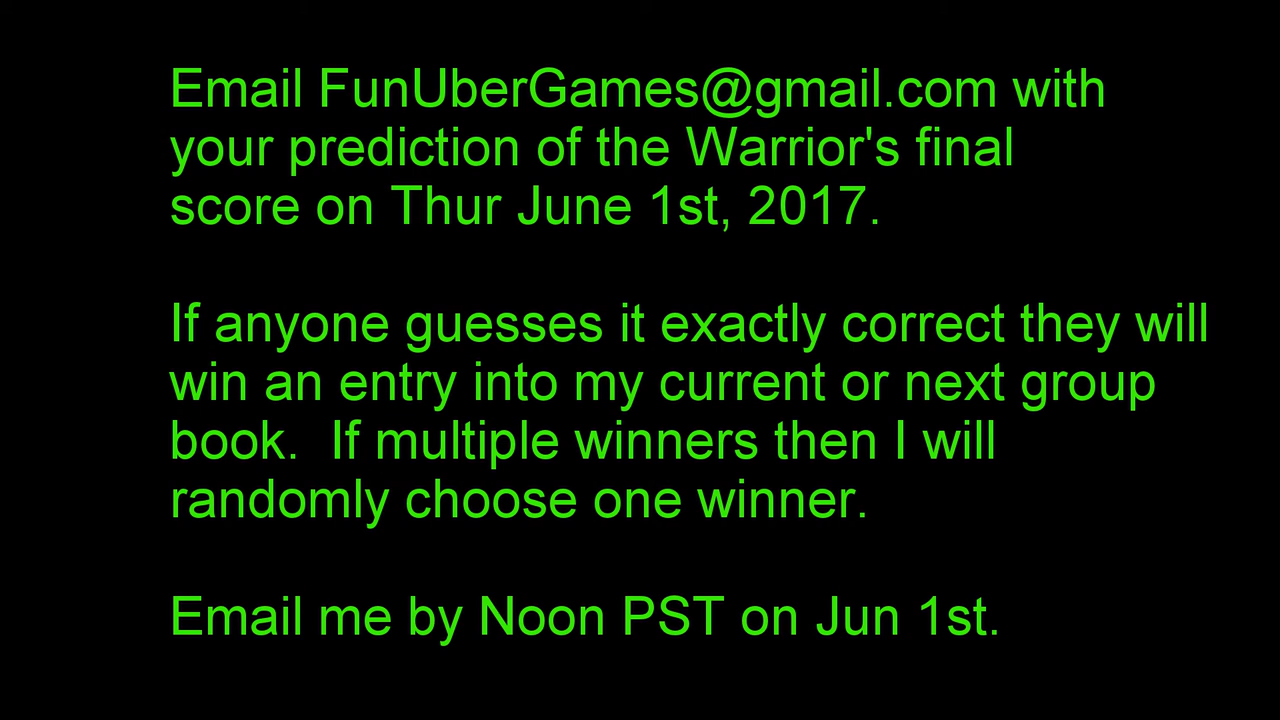 Email FunUberGames@gmail.com with
your prediction of the Warrior's final
score on Thur June 1st, 2017.
If anyone guesses it exactly correct they will
win an entry into my current or next group
book.  If multiple winners then I will
randomly choose one winner.
Email me by Noon PST on Jun 1st.